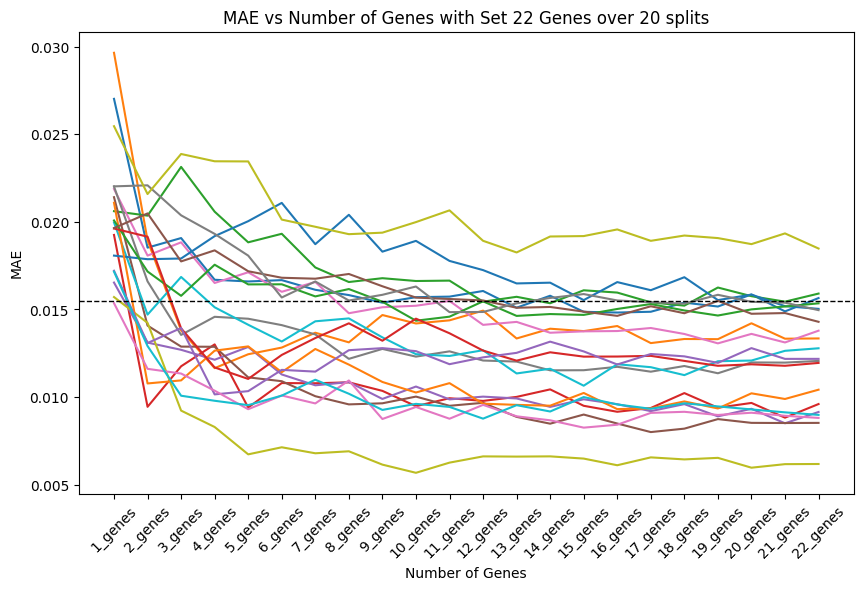 MAE vs Number of Genes with Set 22 Genes over 20 splits
0.030
0.025
0.020
0.015
0.010
0.005
MAE
1_genes
2_genes
3_genes
4_genes
5_genes
6_genes
7_genes
8_genes
9_genes
10_genes
11_genes
12_genes
13_genes
14_genes
15_genes
16_genes
17_genes
18_genes
19_genes
20_genes
21_genes
22_genes
Number of Genes